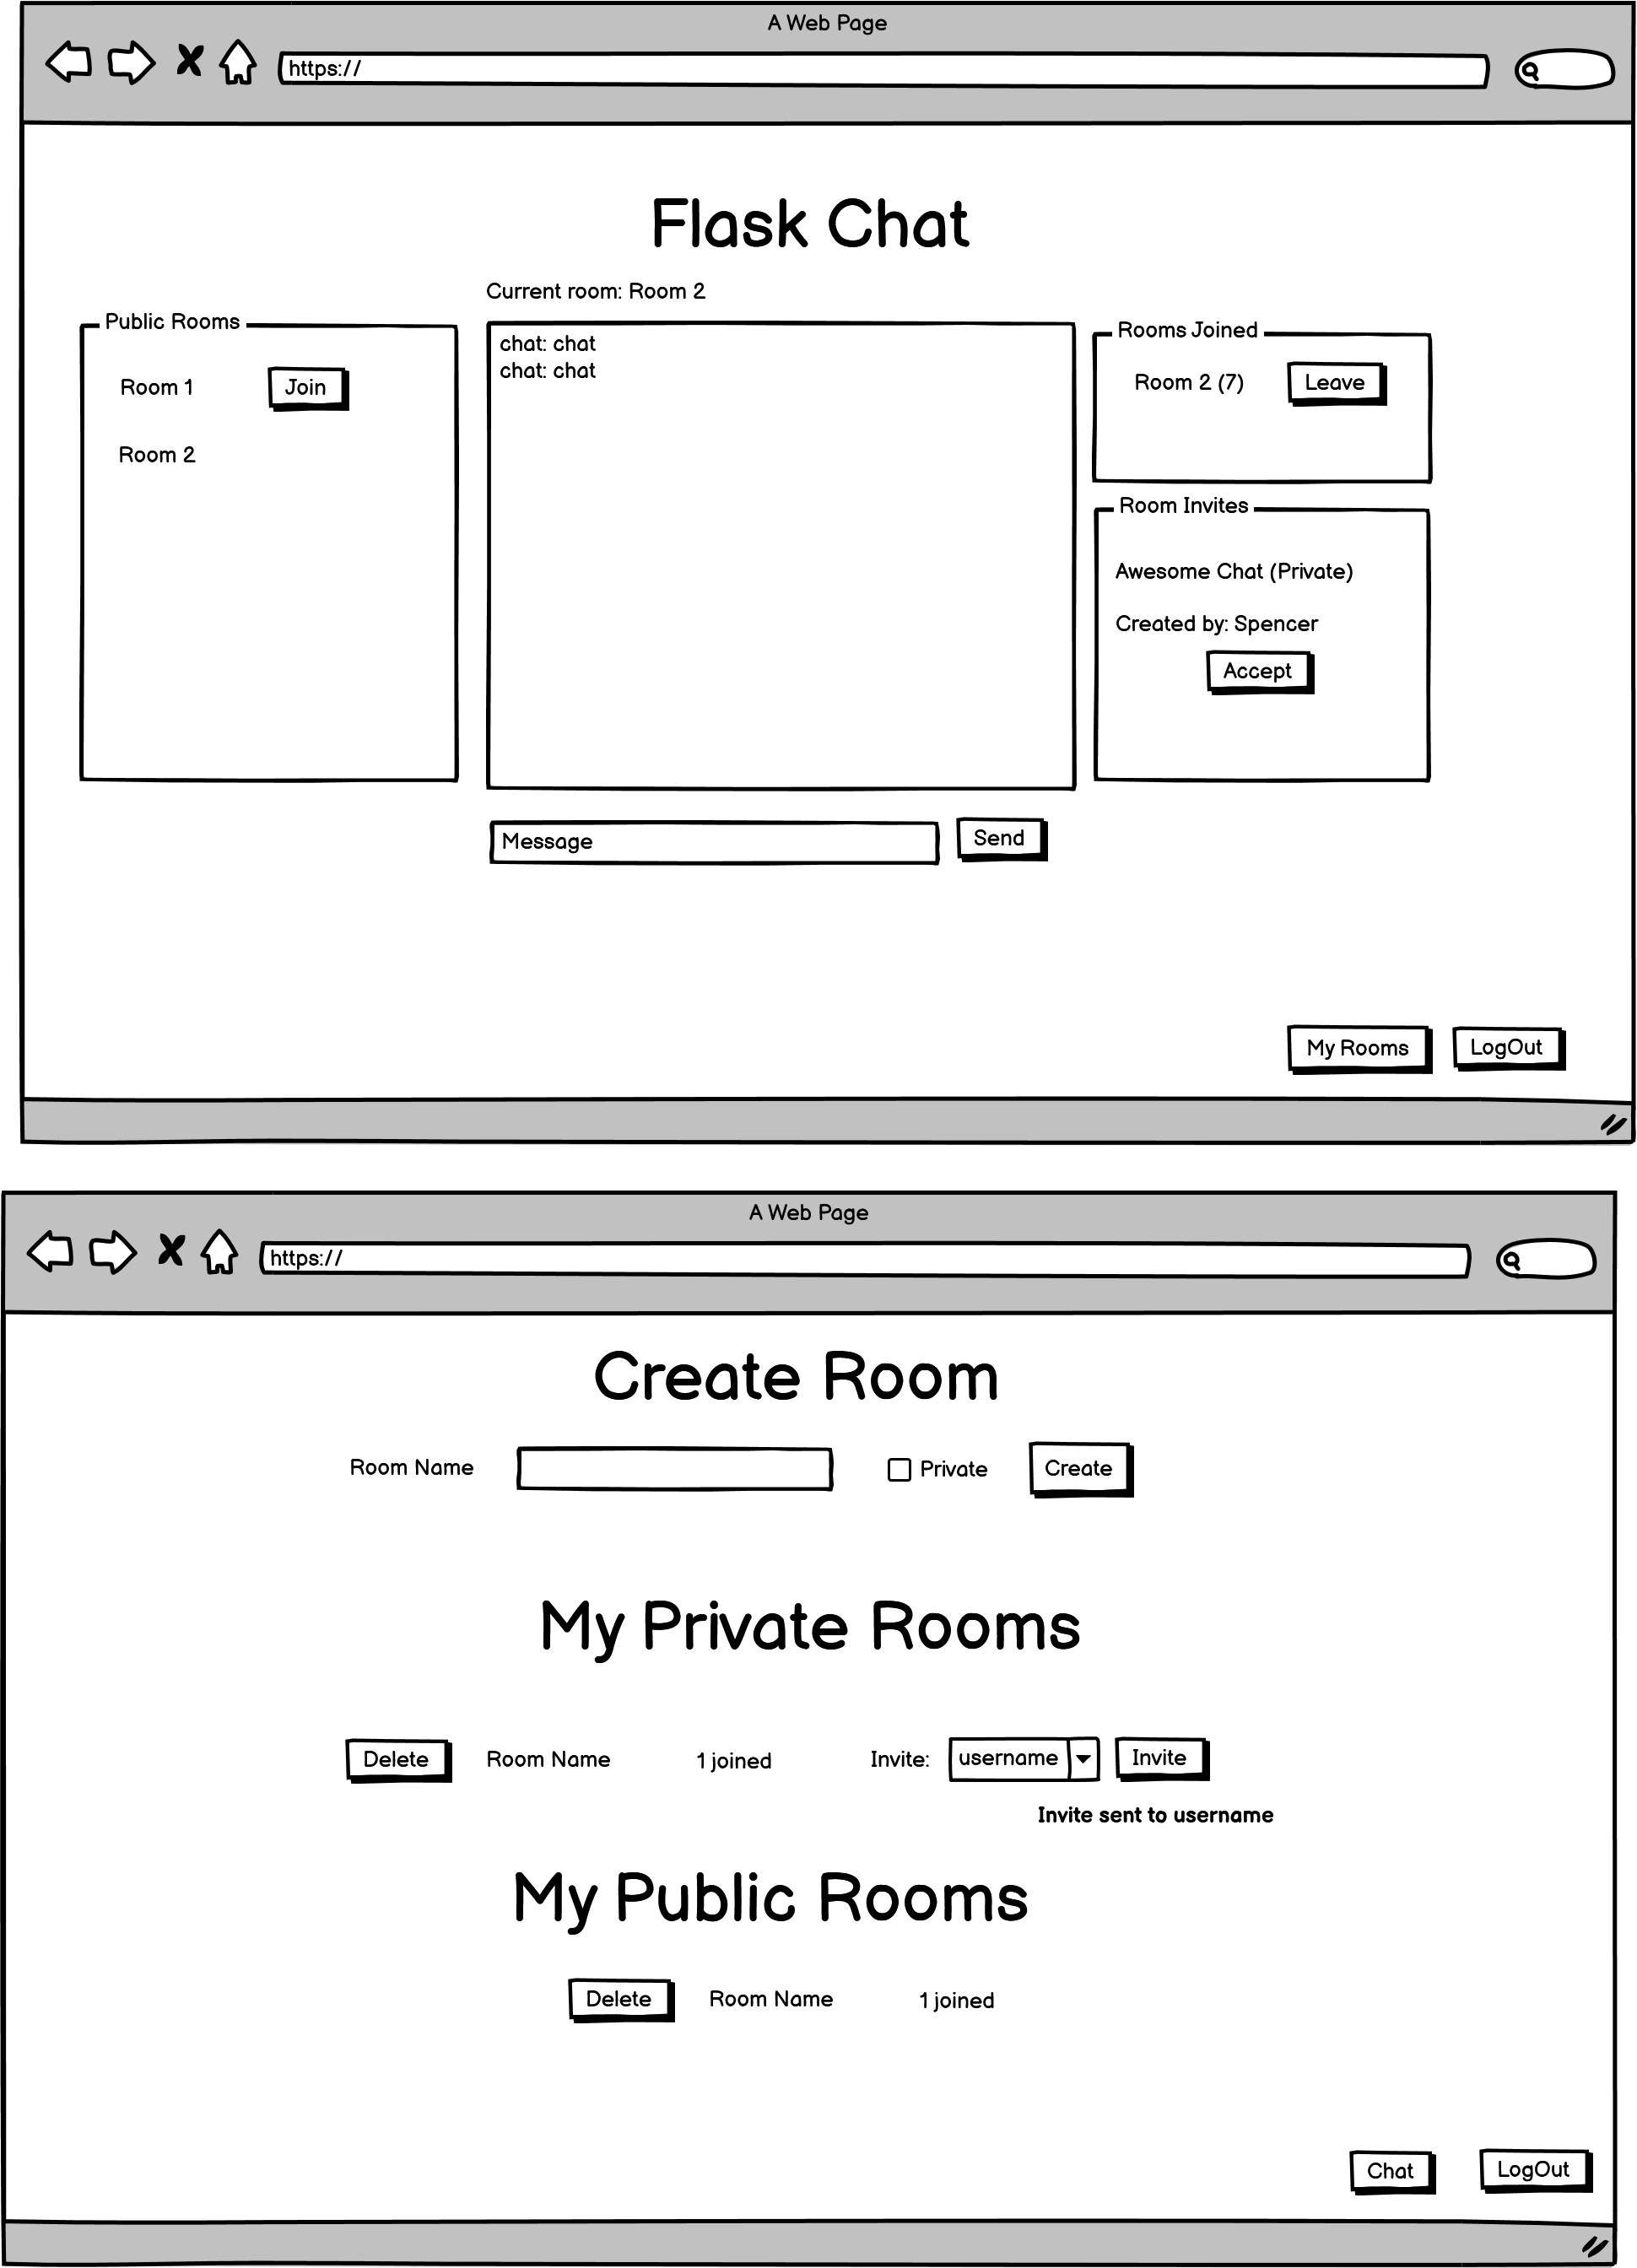 A Web Page
https://
Flask Chat
Current room: Room 2
Public Rooms
Room 1
Join
Room 2
chat: chat
chat: chat
Rooms Joined
Room 2 (7)
Leave
Room Invites
Awesome Chat (Private)
Created by: Spencer
Accept
Message
Send
My Rooms
LogOut
A Web Page
https://
Create Room
Room Name
Private
Create
My Private Rooms
Delete
Room Name
1 joined
Invite:
username
Invite
Invite sent to username
My Public Rooms
Delete
Room Name
1 joined
Chat
LogOut